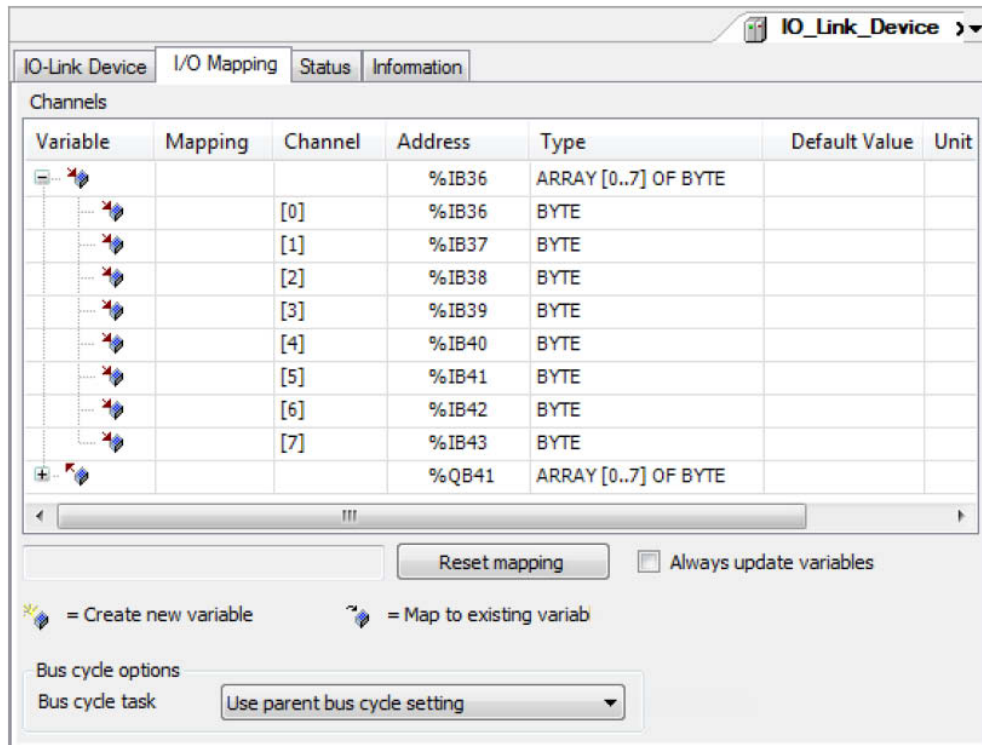 IO_Link_Device
IO-Link Device I/O Mapping Status Information
Channels
Variable Mapping Channel Address Type Default Value Unit
%IB36 ARRAY [0..7] OF BYTE
[0] %IB36 BYTE
[1] %IB37 BYTE
[2] %IB38 BYTE
[3] %IB39 BYTE
[4] %IB40 BYTE
[5] %IB41 BYTE
[6] %IB42 BYTE
[7] %IB43 BYTE
%QB41 ARRAY [0..7] OF BYTE
Reset mapping Always update variables
= Create new variable = Map to existing variabl
Bus cycle options
Bus cycle task Use parent bus cycle setting